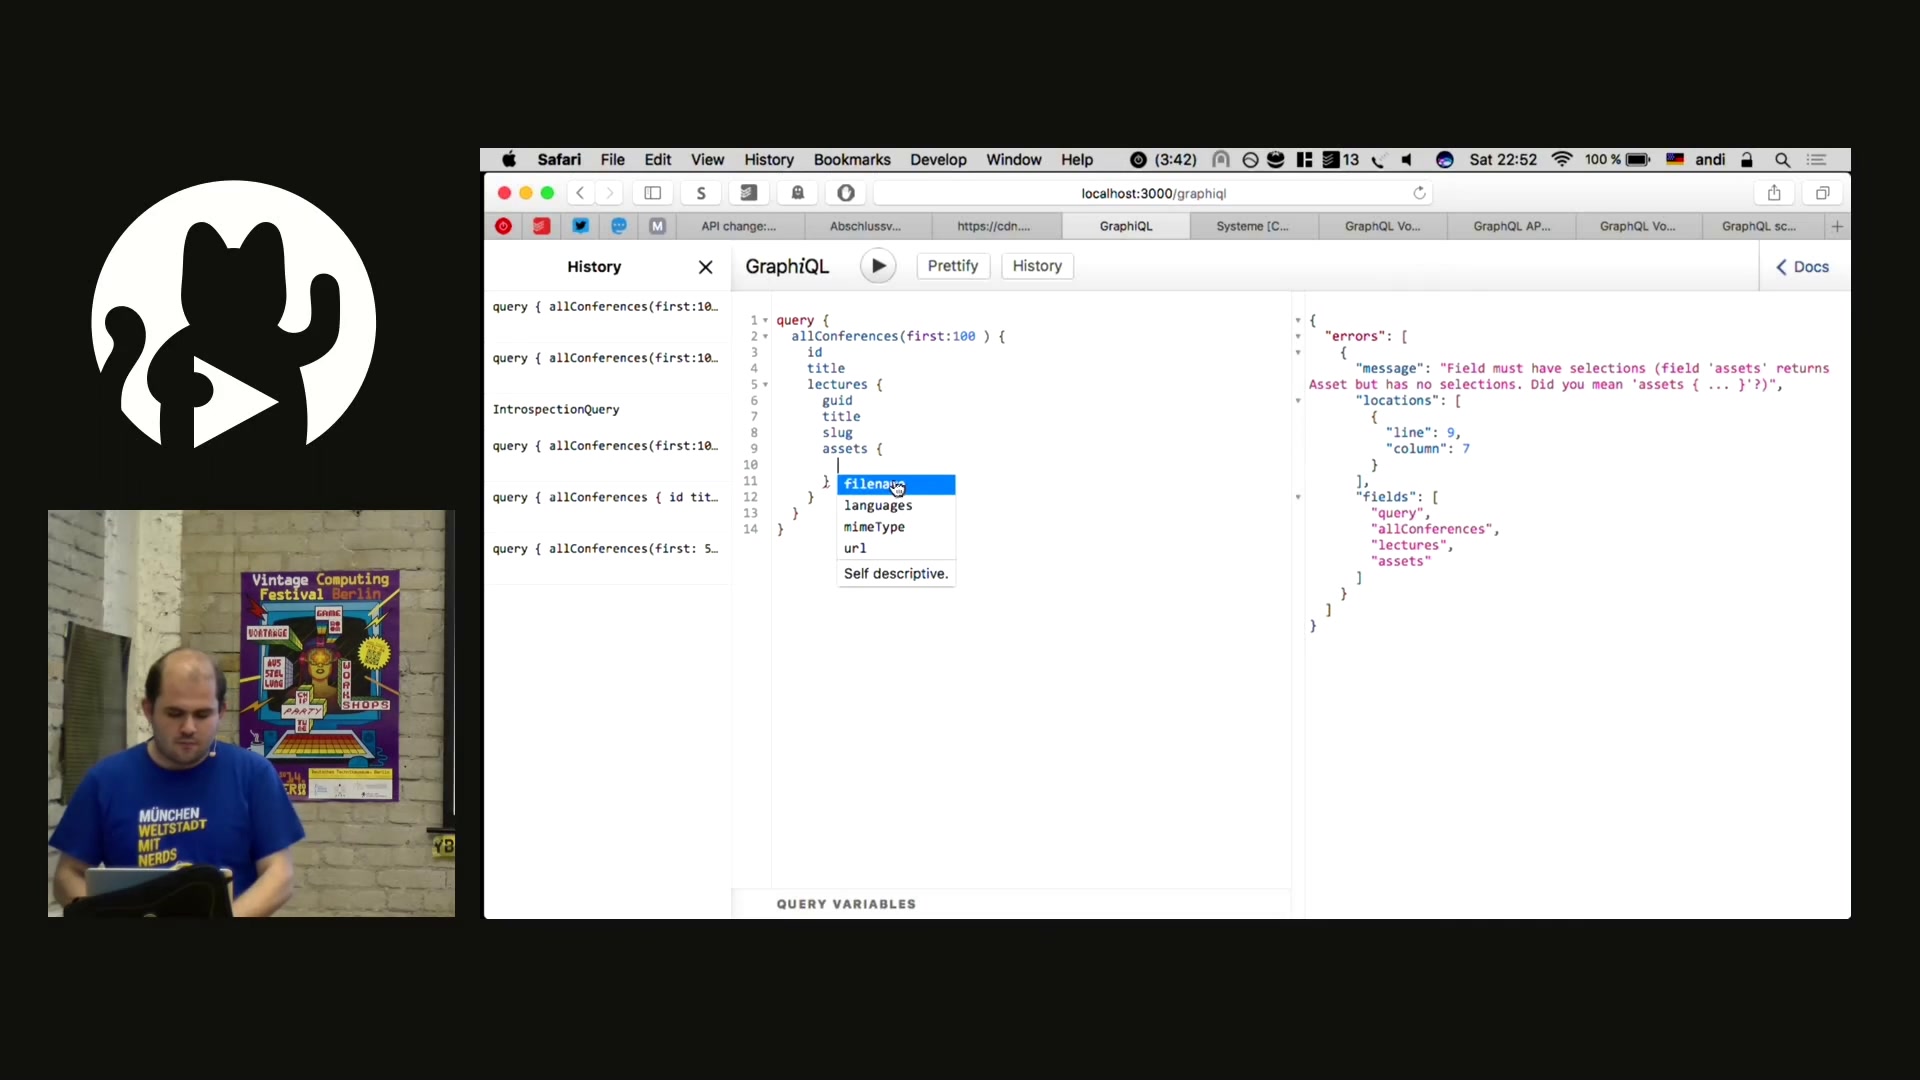 Safari File Edit View History Bookmarks Develop Window Help (3:42) 13 Sat 22:52 100 % andi
S localhost:3000/graphiql
M API change:... Abschlussv... https://cdn.... GraphiQL Systeme [C... GraphQL Vo... GraphQL AP... GraphQL Vo... GraphQL sc... +
History
GraphiQL Prettify History Docs
query { allConferences(first:10…
query { allConferences(first:10…
IntrospectionQuery
query { allConferences(first:10…
query { allConferences { id tit…
query { allConferences(first: 5…
1 query {
2 allConferences(first:100 ) {
3 id
4 title
5 lectures {
6 guid
7 title
8 slug
9 assets {
10
11 }
12 }
13 }
14 }
filename
languages
mimeType
url
Self descriptive.
QUERY VARIABLES
{
"errors": [
{
"message": "Field must have selections (field 'assets' returns
Asset but has no selections. Did you mean 'assets { ... }'?)",
"locations": [
{
"line": 9,
"column": 7
}
],
"fields": [
"query",
"allConferences",
"lectures",
"assets"
]
}
]
}
Vintage Computing
Festival Berlin
GAME
ROOM
VORTRÄGE
AUS
STEL
LUNG
WORK
SHOPS
CHIP
PARTY
TUNE
MÜNCHEN
WELTSTADT
MIT
NERDS
YB